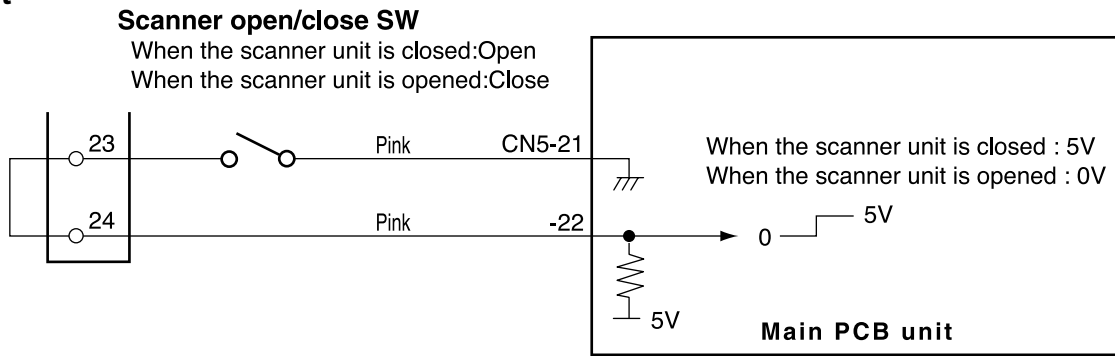 Scanner open/close SW
When the scanner unit is closed:Open
When the scanner unit is opened:Close
23
Pink
CN5-21
When the scanner unit is closed : 5V
When the scanner unit is opened : 0V
24
Pink
-22
0
5V
5V
Main PCB unit